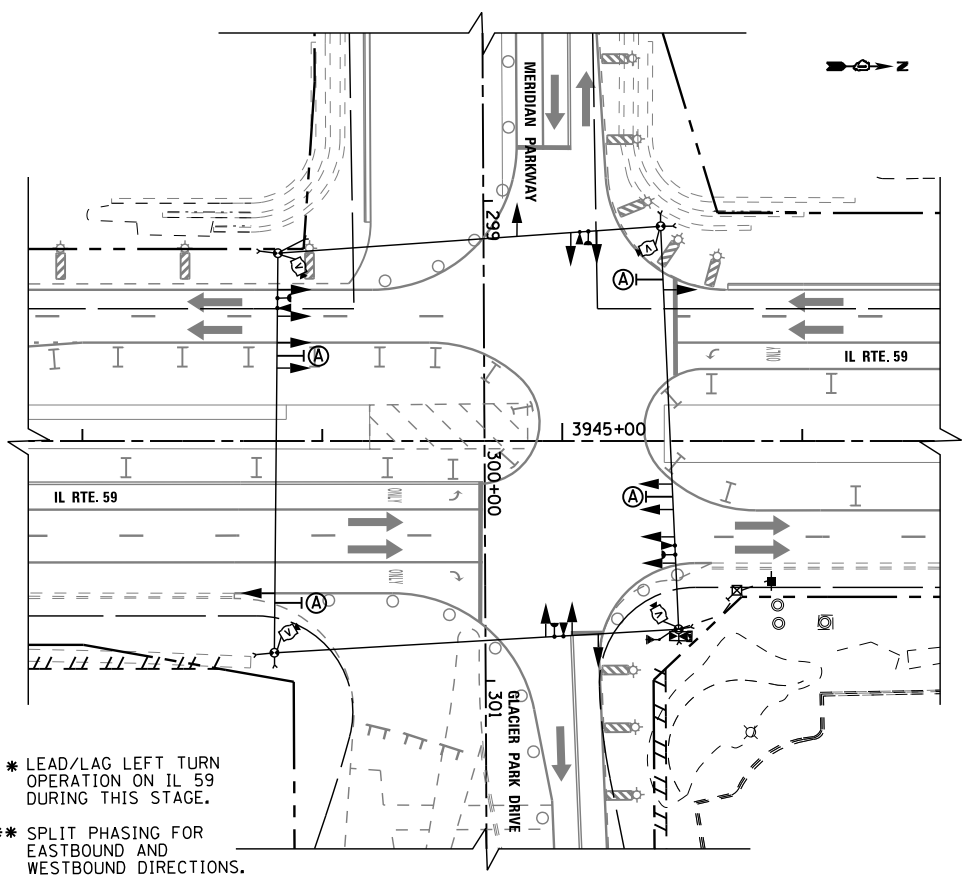 N
MERIDIAN PARKWAY
299
A
A
ONLY
IL RTE. 59
3945+00
300+00
IL RTE. 59
ONLY
A
ONLY
A
V
V
V
V
301
GLACIER PARK DRIVE
* LEAD/LAG LEFT TURN
OPERATION ON IL 59
DURING THIS STAGE.
** SPLIT PHASING FOR
EASTBOUND AND
WESTBOUND DIRECTIONS.